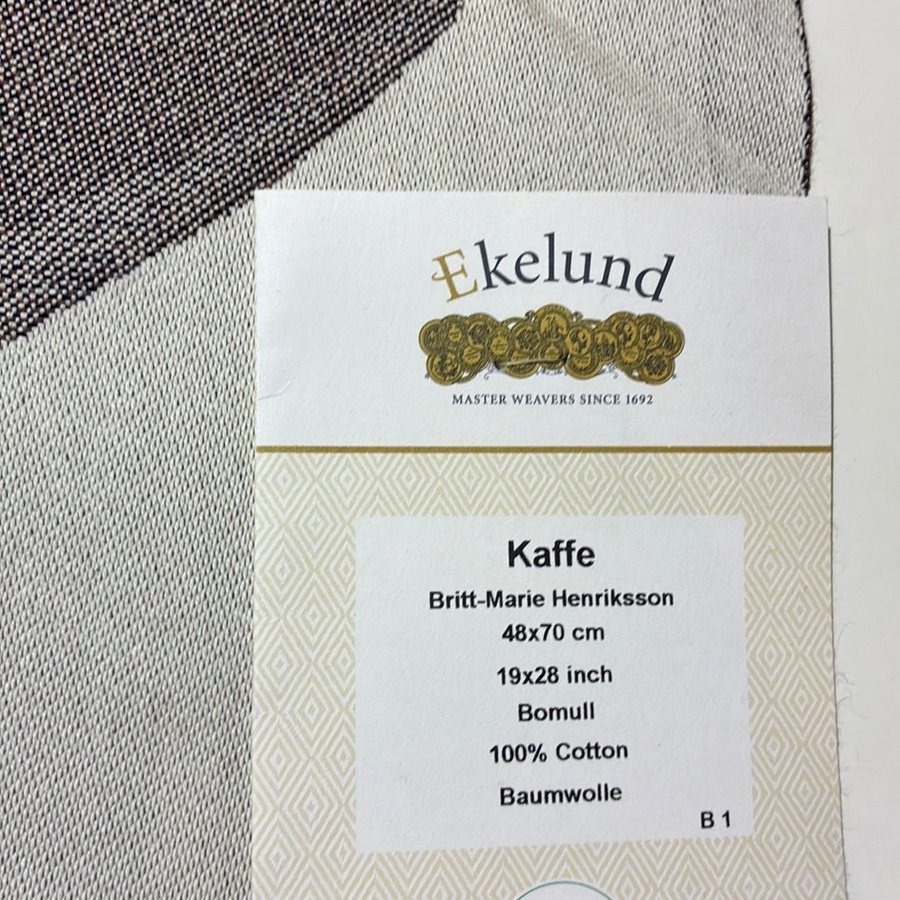 Ekelund
MASTER WEAVERS SINCE 1692
Kaffe
Britt-Marie Henriksson
48x70 cm
19x28 inch
Bomull
100% Cotton
Baumwolle
B 1